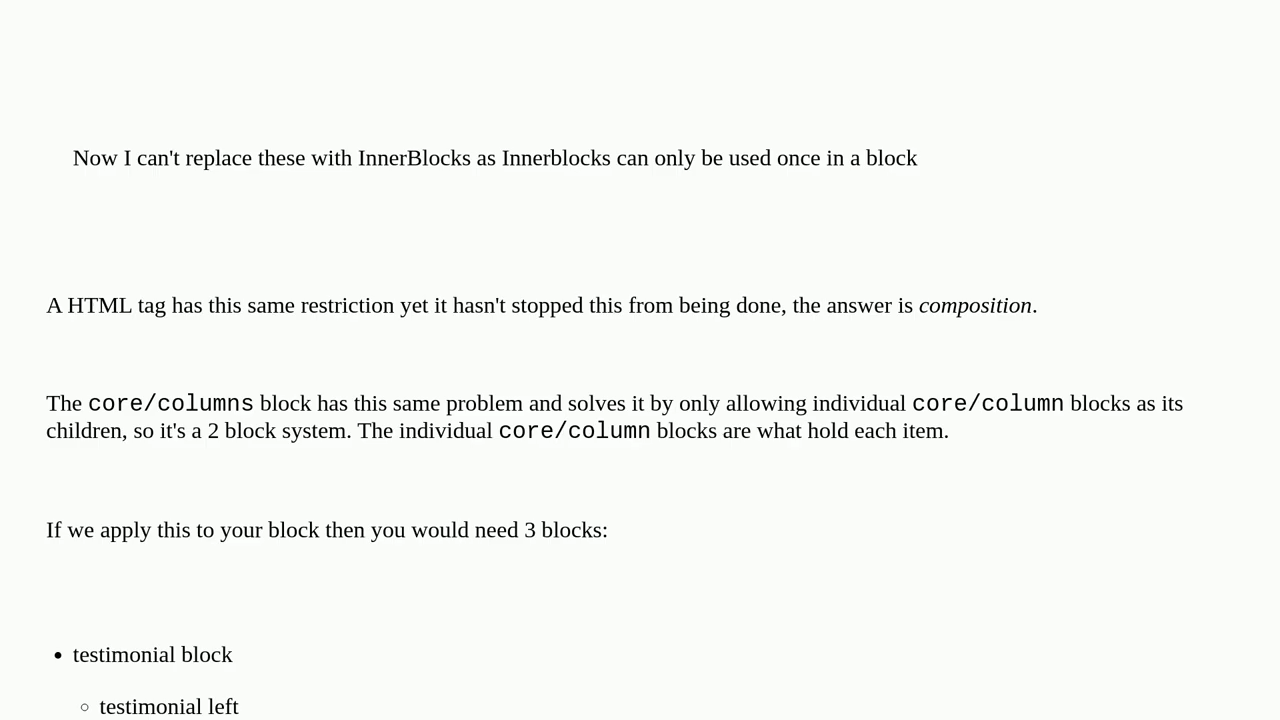 Now I can't replace these with InnerBlocks as Innerblocks can only be used once in a block
A HTML tag has this same restriction yet it hasn't stopped this from being done, the answer is composition.
The core/columns block has this same problem and solves it by only allowing individual core/column blocks as its
children, so it's a 2 block system. The individual core/column blocks are what hold each item.
If we apply this to your block then you would need 3 blocks:
• testimonial block
○ testimonial left